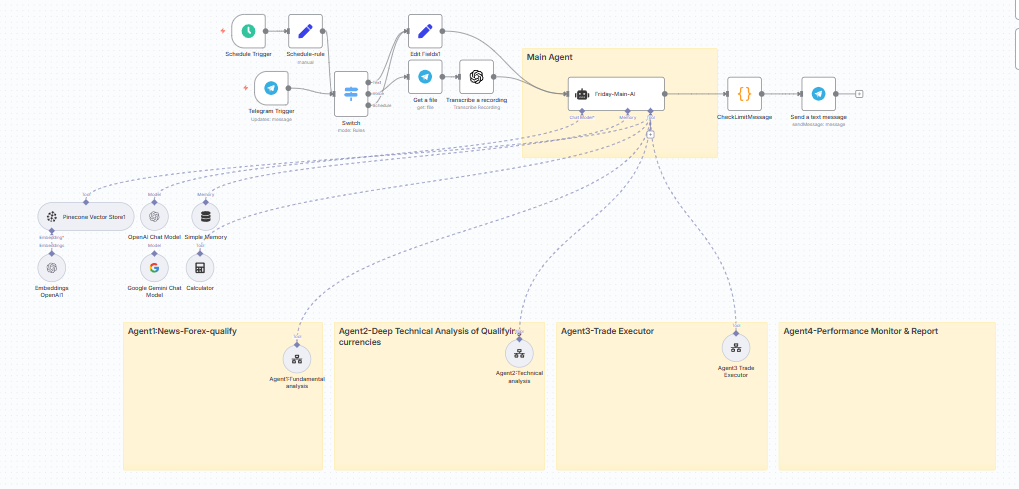 Schedule Trigger
Schedule-rule
manual
Telegram Trigger
Updates: message
Switch
mode: Rules
Text
Schedule
Edit Fields1
Get a file
get: file
Transcribe a recording
Transcribe Recording
Main Agent
Friday-Main-AI
Chat Model*
Memory
Tool
CheckLimitMessage
Send a text message
sendMessage: message
Tool
Model
Memory
Pinecone Vector Store1
OpenAI Chat Model
Simple Memory
Embedding*
Embeddings
Model
Tool
Embeddings
OpenAI1
Google Gemini Chat
Model
Calculator
Agent1:News-Forex-qualify
Tool
Agent1:Fundamental
analysis
Agent2-Deep Technical Analysis of Qualifying
currencies
Tool
Agent2:Technical
analysis
Agent3-Trade Executor
Tool
Agent3 Trade
Executor
Agent4-Performance Monitor & Report